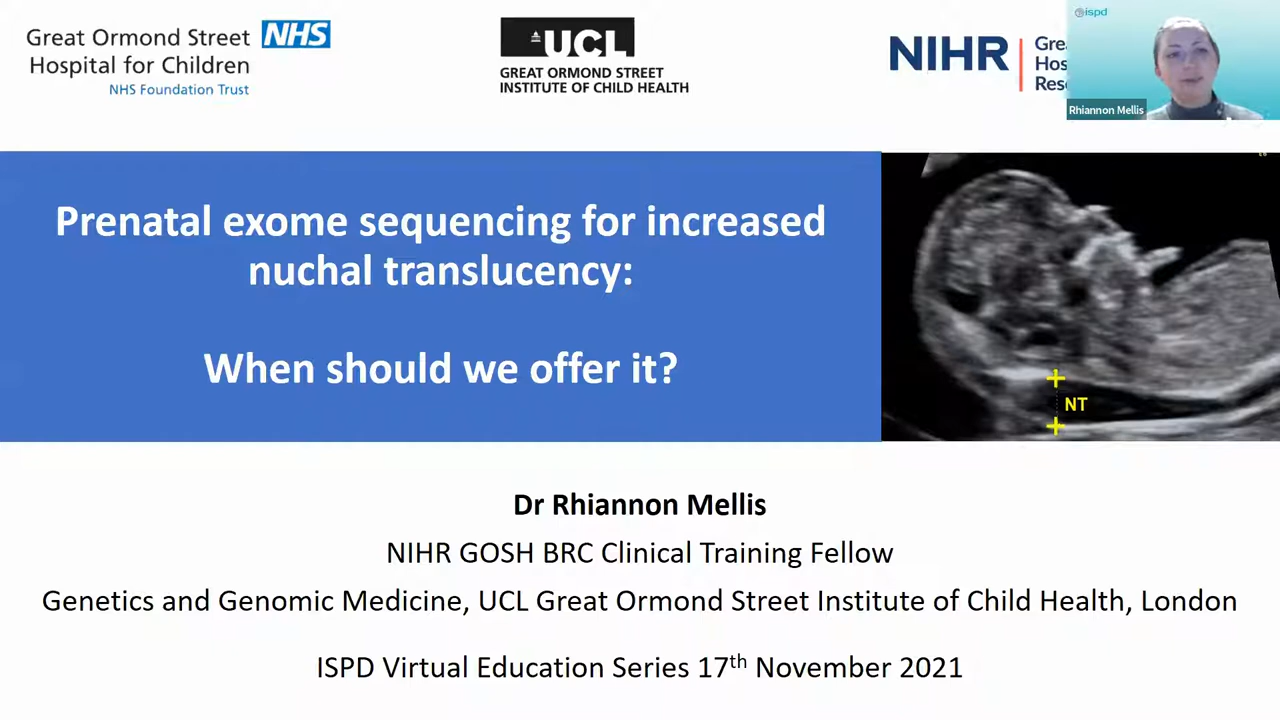 Great Ormond Street NHS
Hospital for Children
NHS Foundation Trust
UCL
GREAT ORMOND STREET
INSTITUTE OF CHILD HEALTH
NIHR
Grea
Hos
Rese
ispd
Rhiannon Mellis
Prenatal exome sequencing for increased
nuchal translucency:
When should we offer it?
NT
Dr Rhiannon Mellis
NIHR GOSH BRC Clinical Training Fellow
Genetics and Genomic Medicine, UCL Great Ormond Street Institute of Child Health, London
ISPD Virtual Education Series 17th November 2021